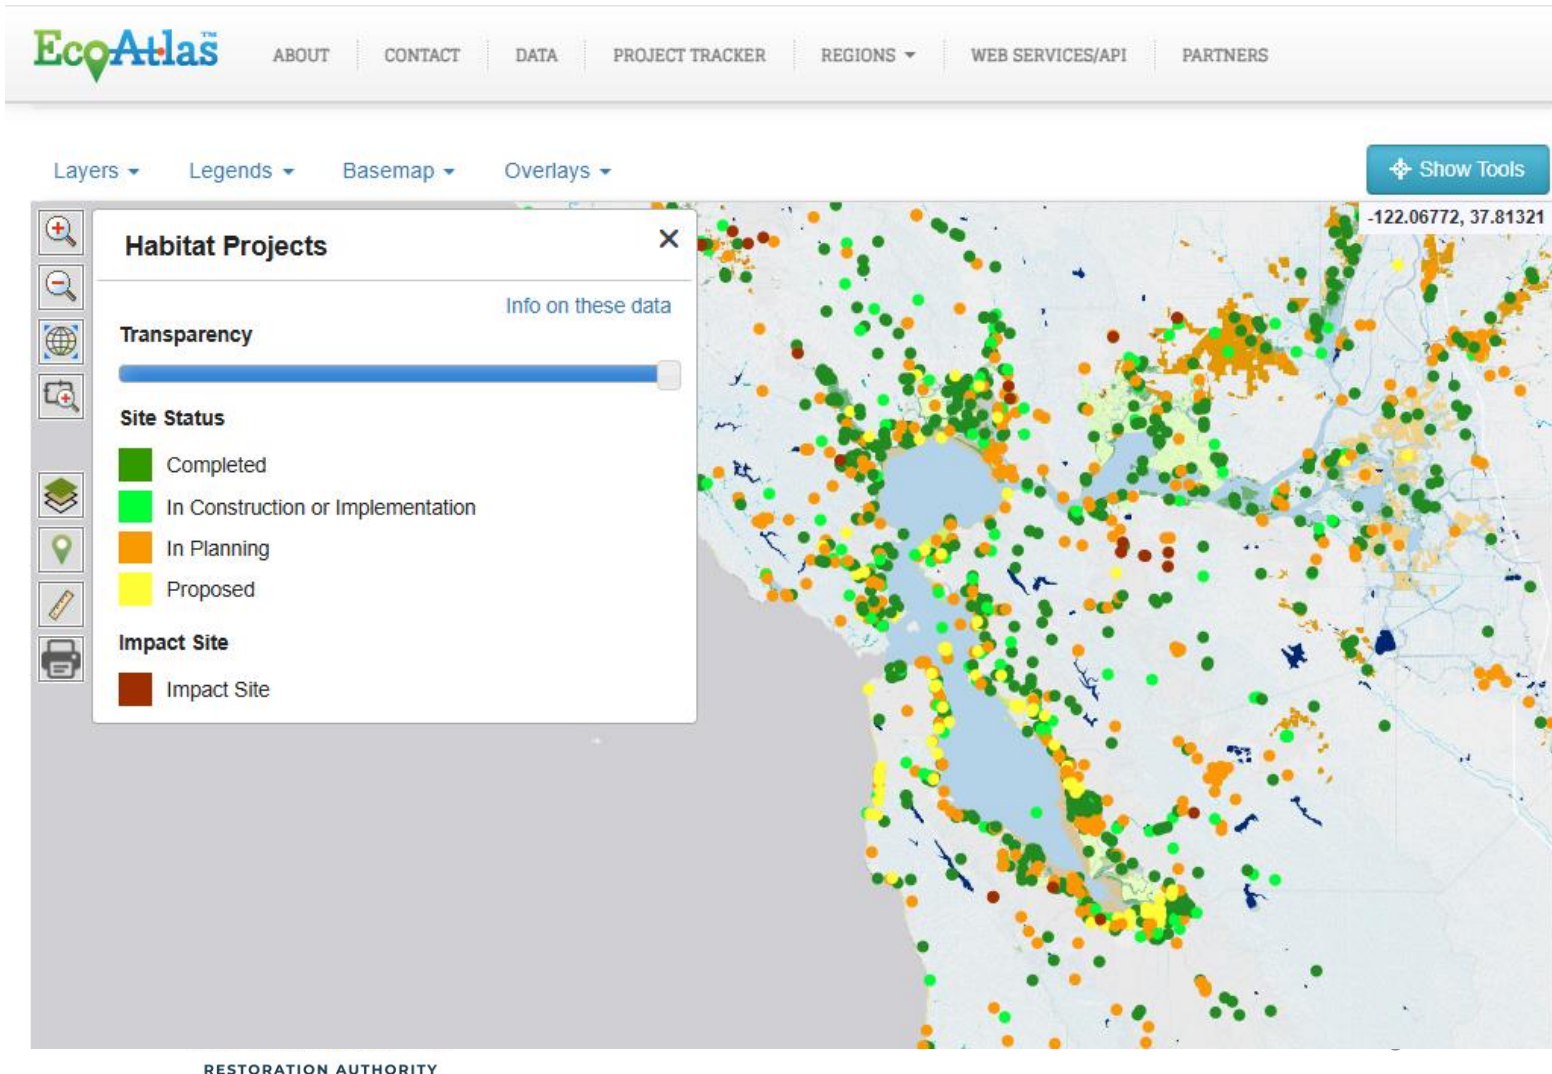 EcoAtlas™
ABOUT
CONTACT
DATA
PROJECT TRACKER
REGIONS
WEB SERVICES/API
PARTNERS
Layers
Legends
Basemap
Overlays
Show Tools
-122.06772, 37.81321
Habitat Projects
Info on these data
Transparency
Site Status
Completed
In Construction or Implementation
In Planning
Proposed
Impact Site
Impact Site
RESTORATION AUTHORITY